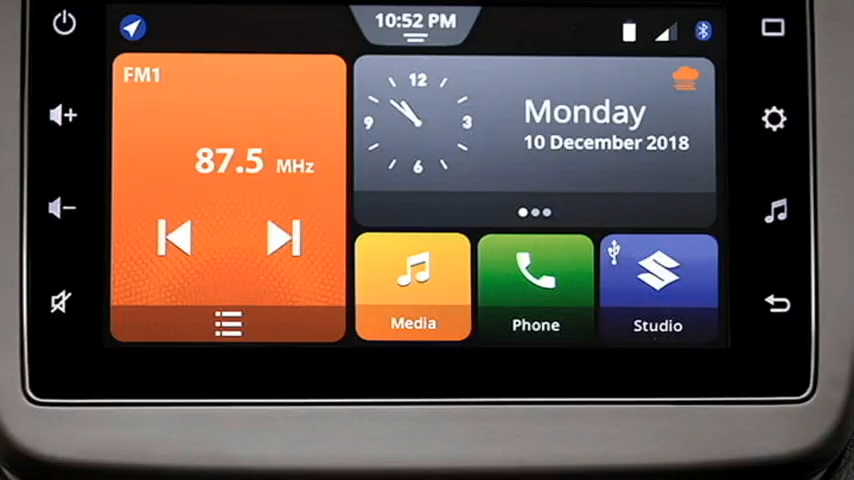 10:52 PM
FM1
87.5 MHz
12
9
3
6
Monday
10 December 2018
Media
Phone
Studio